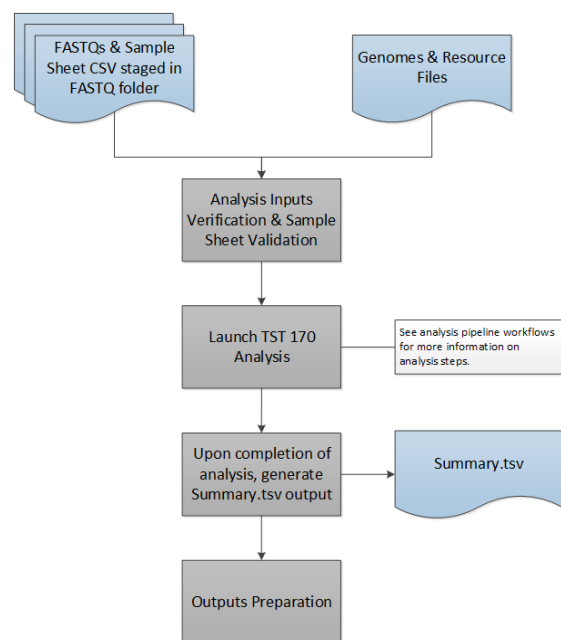 FASTQs & Sample
Sheet CSV staged in
FASTQ folder
Genomes & Resource
Files
Analysis Inputs
Verification & Sample
Sheet Validation
Launch TST 170
Analysis
See analysis pipeline workflows
for more information on
analysis steps.
Upon completion of
analysis, generate
Summary.tsv output
Summary.tsv
Outputs Preparation